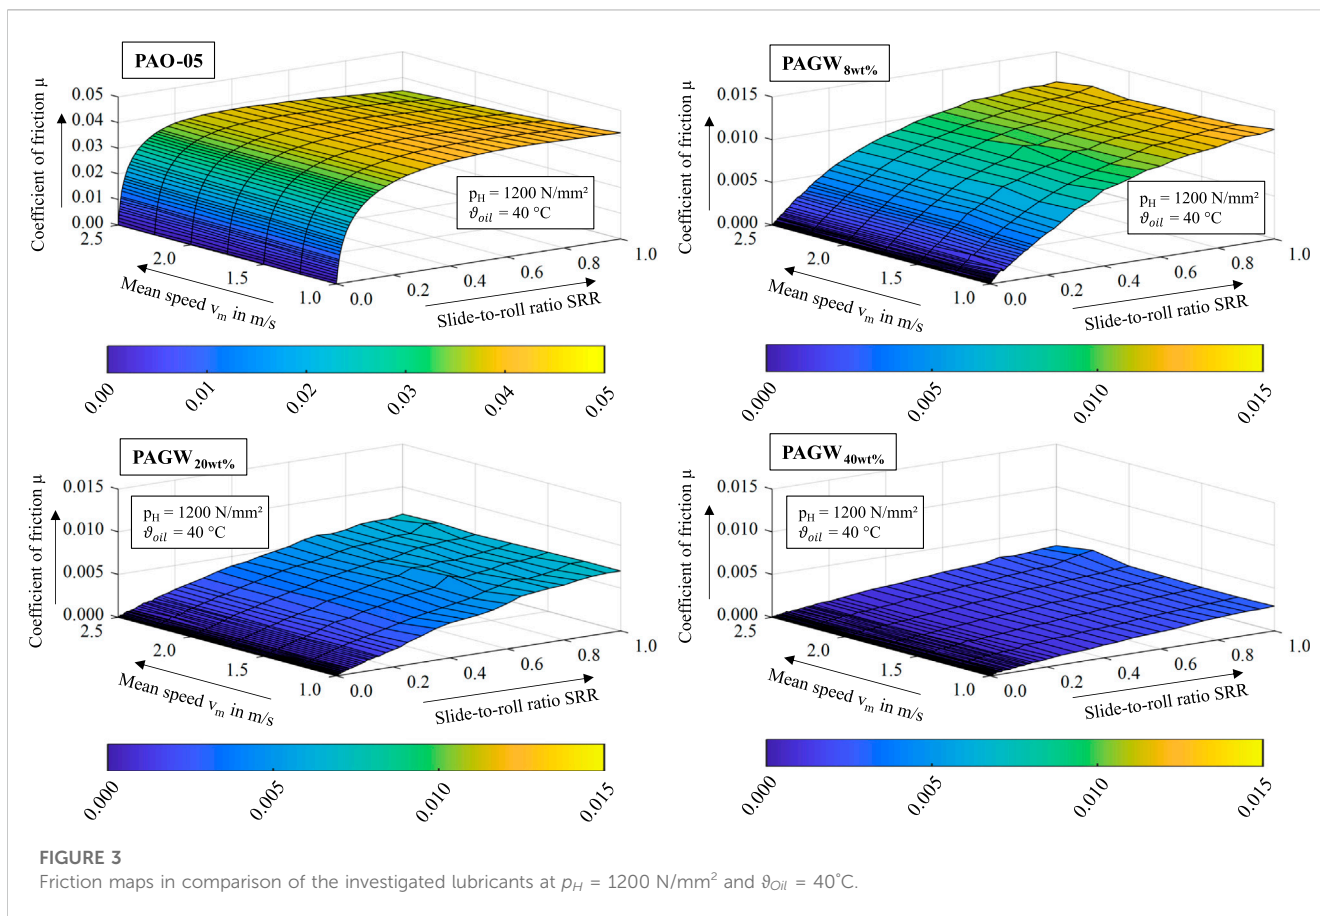 PAO-05
Coefficient of friction μ
0.05
0.04
0.03
0.02
0.01
0.00
2.5
2.0
1.5
1.0
Mean speed vm in m/s
0.0
0.2
0.4
0.6
0.8
1.0
Slide-to-roll ratio SRR
pH = 1200 N/mm²
ϑoil = 40 °C
0.00
0.01
0.02
0.03
0.04
0.05
PAGW8wt%
Coefficient of friction μ
0.015
0.010
0.005
0.000
2.5
2.0
1.5
1.0
Mean speed vm in m/s
0.0
0.2
0.4
0.6
0.8
1.0
Slide-to-roll ratio SRR
pH = 1200 N/mm²
ϑoil = 40 °C
0.000
0.005
0.010
0.015
PAGW20wt%
Coefficient of friction μ
0.015
0.010
0.005
0.000
2.5
2.0
1.5
1.0
Mean speed vm in m/s
0.0
0.2
0.4
0.6
0.8
1.0
Slide-to-roll ratio SRR
pH = 1200 N/mm²
ϑoil = 40 °C
0.000
0.005
0.010
0.015
PAGW40wt%
Coefficient of friction μ
0.015
0.010
0.005
0.000
2.5
2.0
1.5
1.0
Mean speed vm in m/s
0.0
0.2
0.4
0.6
0.8
1.0
Slide-to-roll ratio SRR
pH = 1200 N/mm²
ϑoil = 40 °C
0.000
0.005
0.010
0.015
FIGURE 3
Friction maps in comparison of the investigated lubricants at pH = 1200 N/mm² and ϑOil = 40°C.